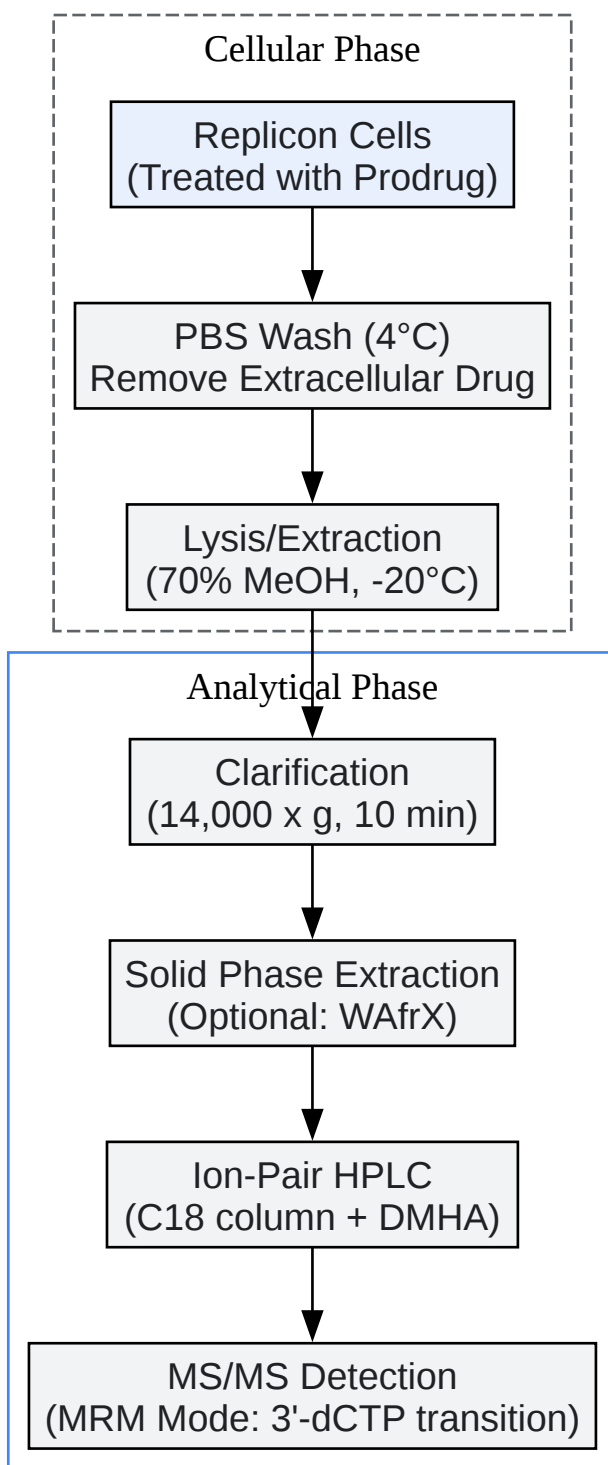 Cellular Phase
Replicon Cells
(Treated with Prodrug)
PBS Wash (4°C)
Remove Extracellular Drug
Lysis/Extraction
(70% MeOH, -20°C)
Analytical Phase
Clarification
(14,000 x g, 10 min)
Solid Phase Extraction
(Optional: WAfrX)
Ion-Pair HPLC
(C18 column + DMHA)
MS/MS Detection
(MRM Mode: 3'-dCTP transition)